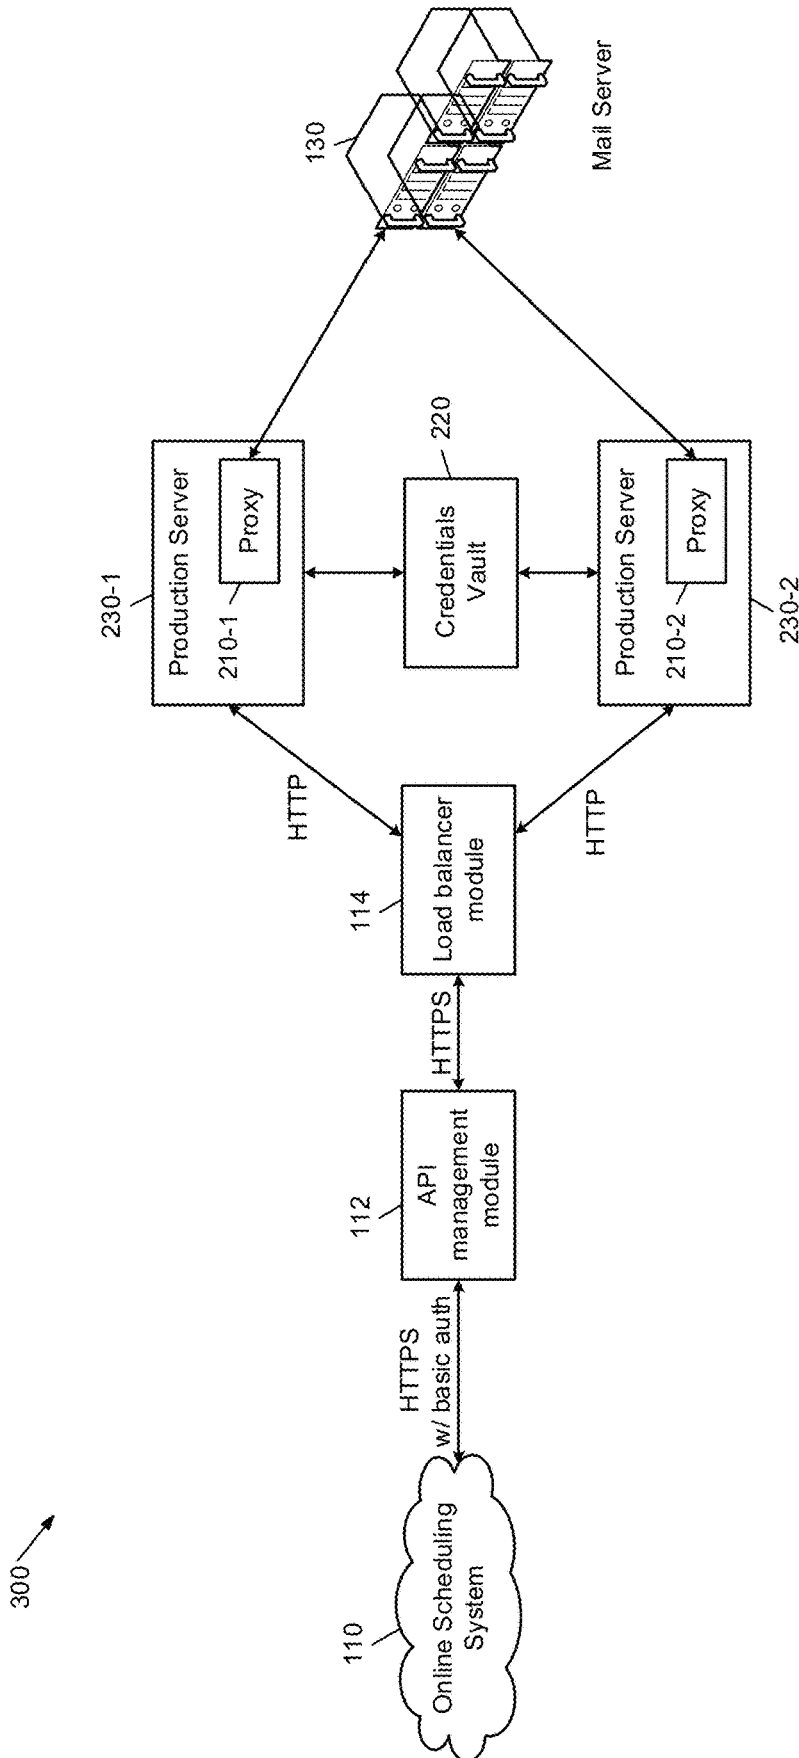 300
110
Online Scheduling
System
HTTPS
w/ basic auth
112
API
management
module
HTTPS
114
Load balancer
module
HTTP
HTTP
230-1
Production Server
210-1
Proxy
220
Credentials
Vault
Production Server
210-2
Proxy
230-2
130
Mail Server